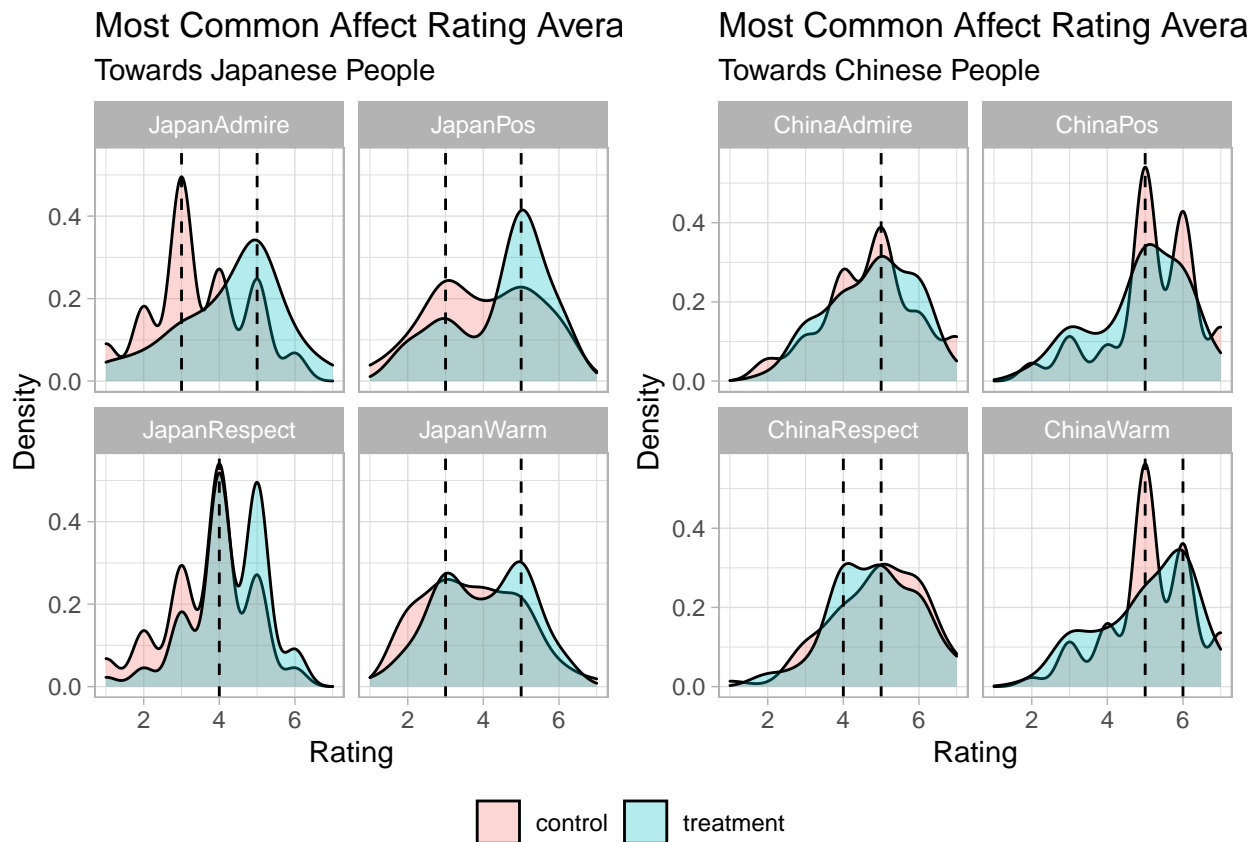 Most Common Affect Rating Avera
Towards Japanese People
JapanAdmire
JapanPos
0.4
0.2
0.0
JapanRespect
JapanWarm
0.4
0.2
0.0
2
4
6
2
4
6
Density
Rating
Most Common Affect Rating Avera
Towards Chinese People
ChinaAdmire
ChinaPos
0.4
0.2
0.0
ChinaRespect
ChinaWarm
0.4
0.2
0.0
2
4
6
2
4
6
Density
Rating
control
treatment